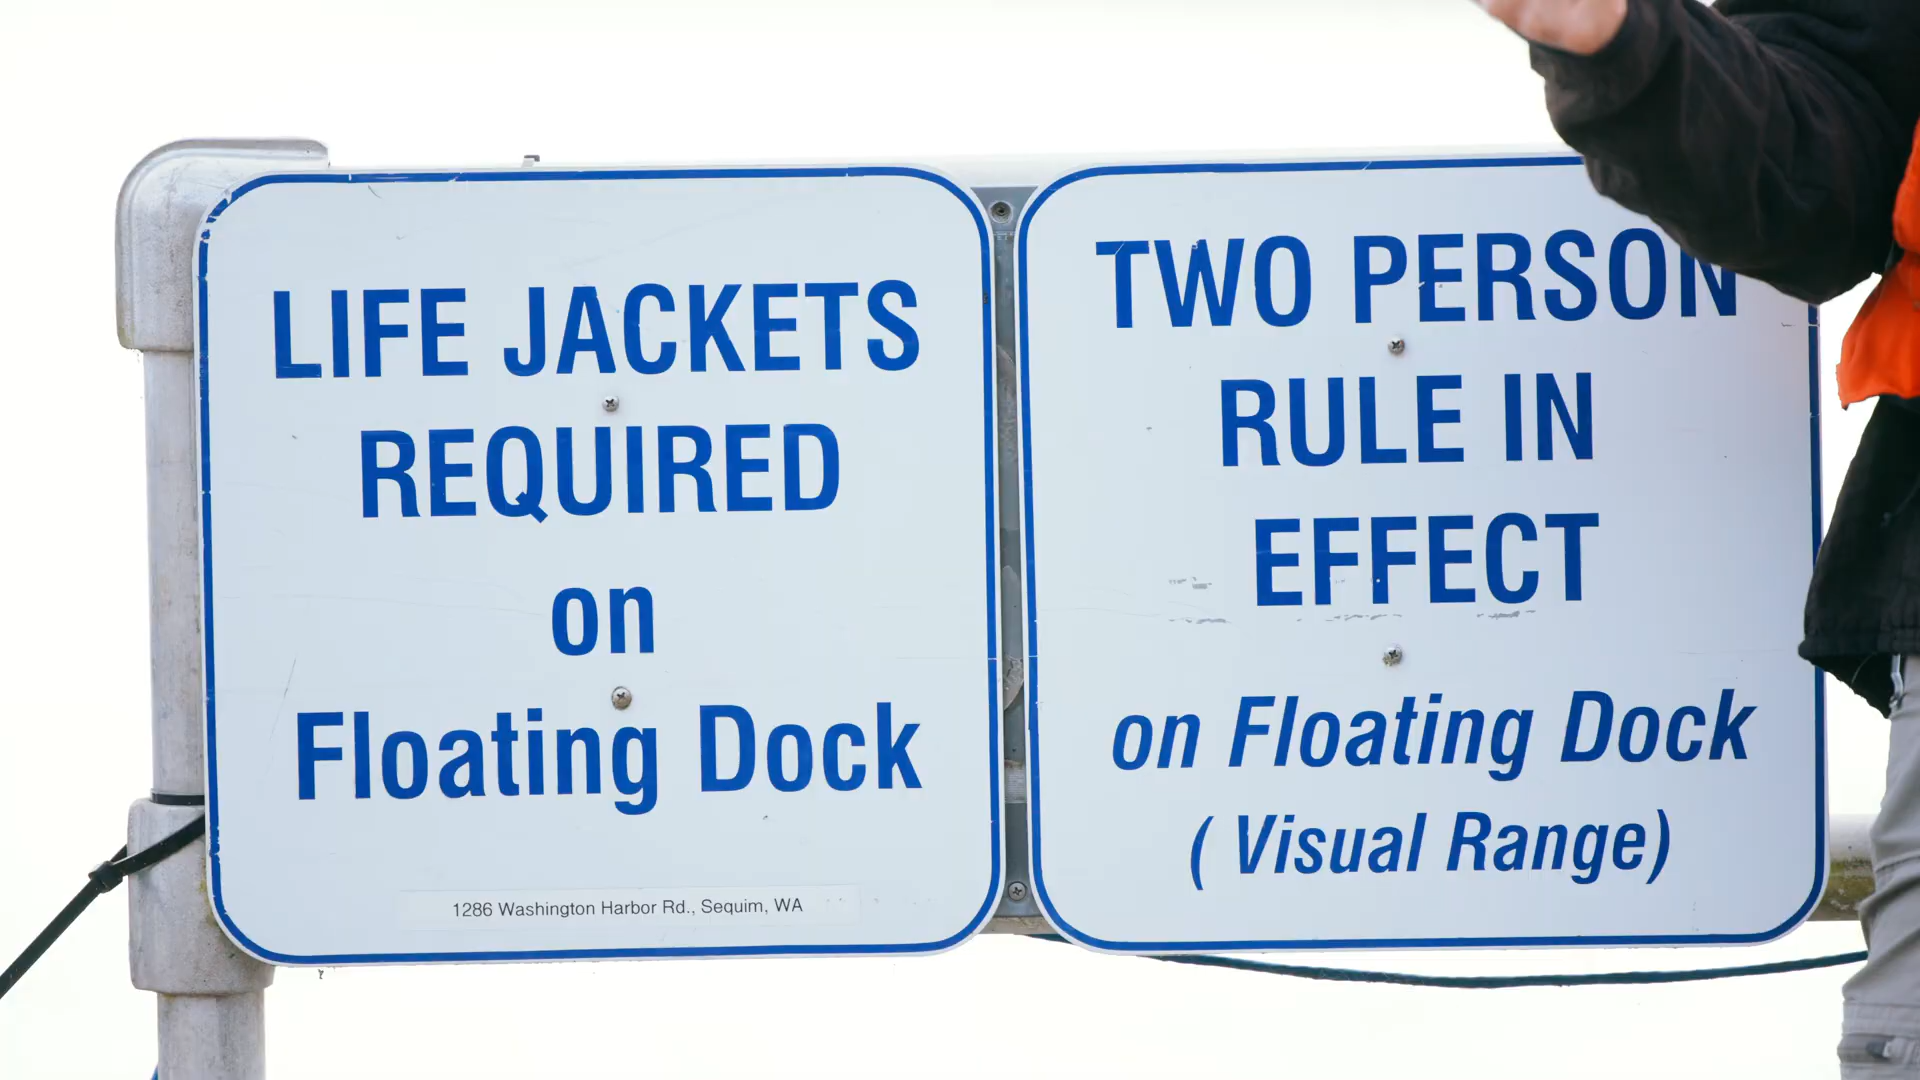 LIFE JACKETS
REQUIRED
on
Floating Dock
1286 Washington Harbor Rd., Sequim, WA
TWO PERSON
RULE IN
EFFECT
on Floating Dock
( Visual Range)